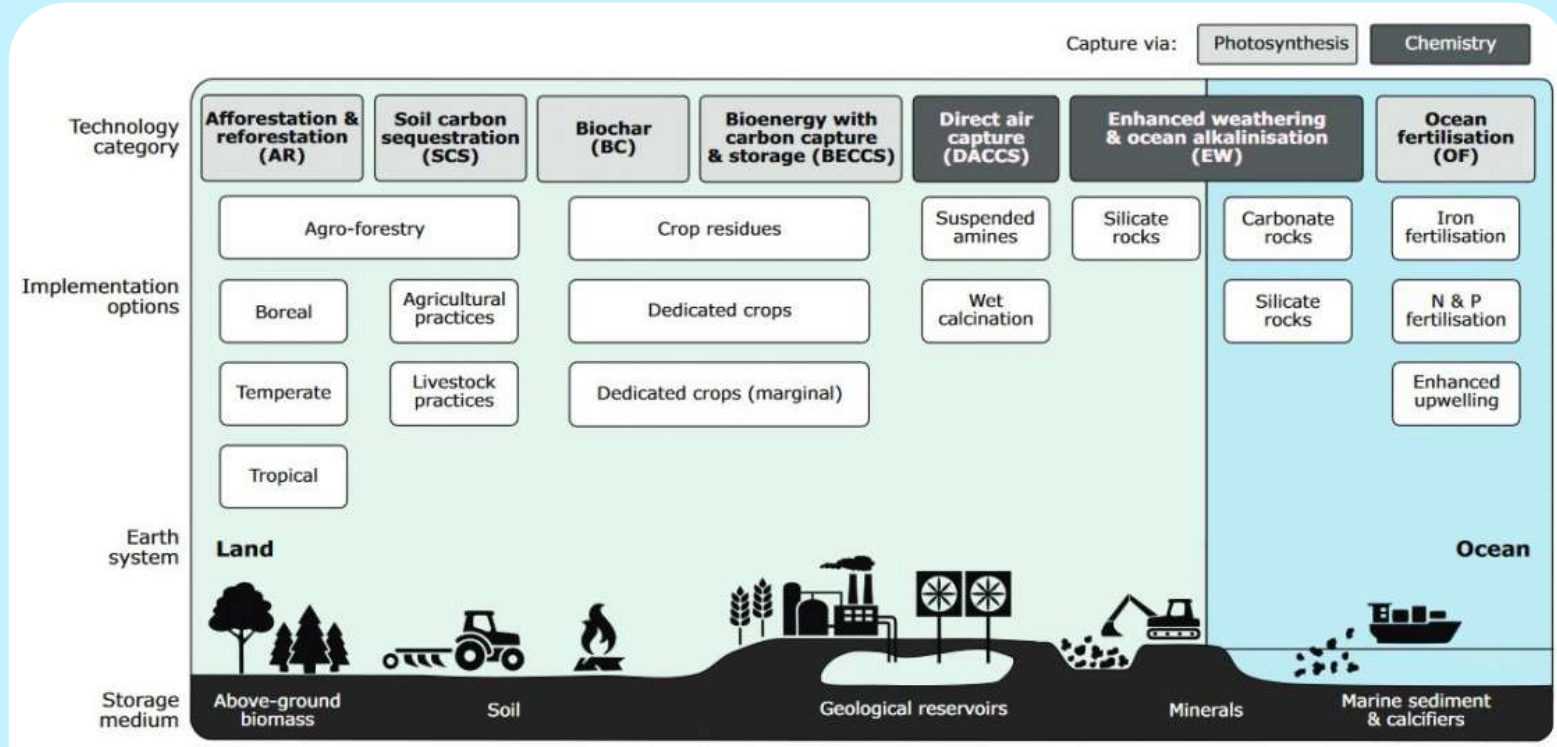 Capture via: Photosynthesis Chemistry
Technology
category
Afforestation &
reforestation
(AR)
Soil carbon
sequestration
(SCS)
Biochar
(BC)
Bioenergy with
carbon capture
& storage (BECCS)
Direct air
capture
(DACCS)
Enhanced weathering
& ocean alkalinisation
(EW)
Ocean
fertilisation
(OF)
Implementation
options
Agro-forestry
Crop residues
Suspended
amines
Silicate
rocks
Carbonate
rocks
Iron
fertilisation
Boreal
Agricultural
practices
Dedicated crops
Wet
calcination
Silicate
rocks
N & P
fertilisation
Temperate
Livestock
practices
Dedicated crops (marginal)
Enhanced
upwelling
Tropical
Earth
system
Land
Ocean
Storage
medium
Above-ground
biomass
Soil
Geological reservoirs
Minerals
Marine sediment
& calcifiers